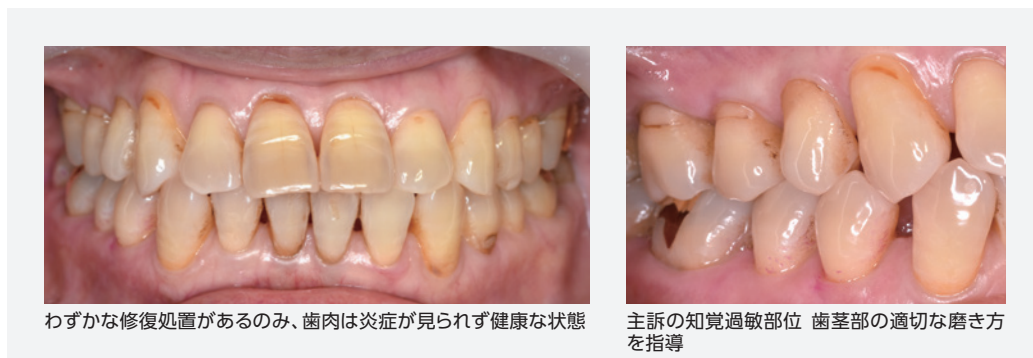 わずかな修復処置があるのみ、歯肉は炎症が見られず健康な状態
主訴の知覚過敏部位 歯茎部の適切な磨き方
を指導